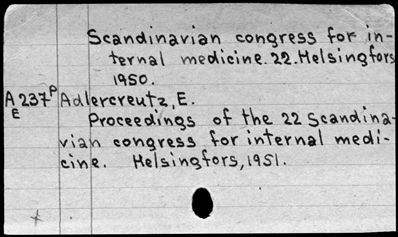 Scandinavian congress for in-
ternal medicine. 22. Helsingfors
1950.
A 237 P Adlercreutz, E.
E
Proceedings of the 22 Scandina-
vian congress for internal medi-
cine. Helsingfors, 1951.